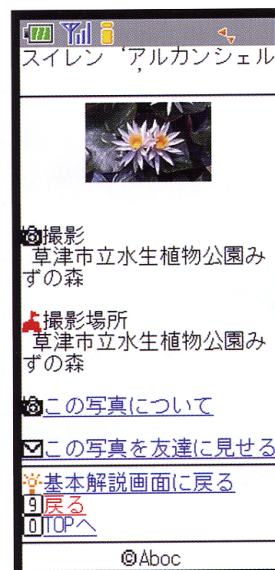 スイレン ‘アルカンシェル
’
撮影
草津市立水生植物公園み
ずの森
撮影場所
草津市立水生植物公園み
ずの森
この写真について
この写真を友達に見せる
基本解説画面に戻る
9戻る
0TOPへ
©Aboc